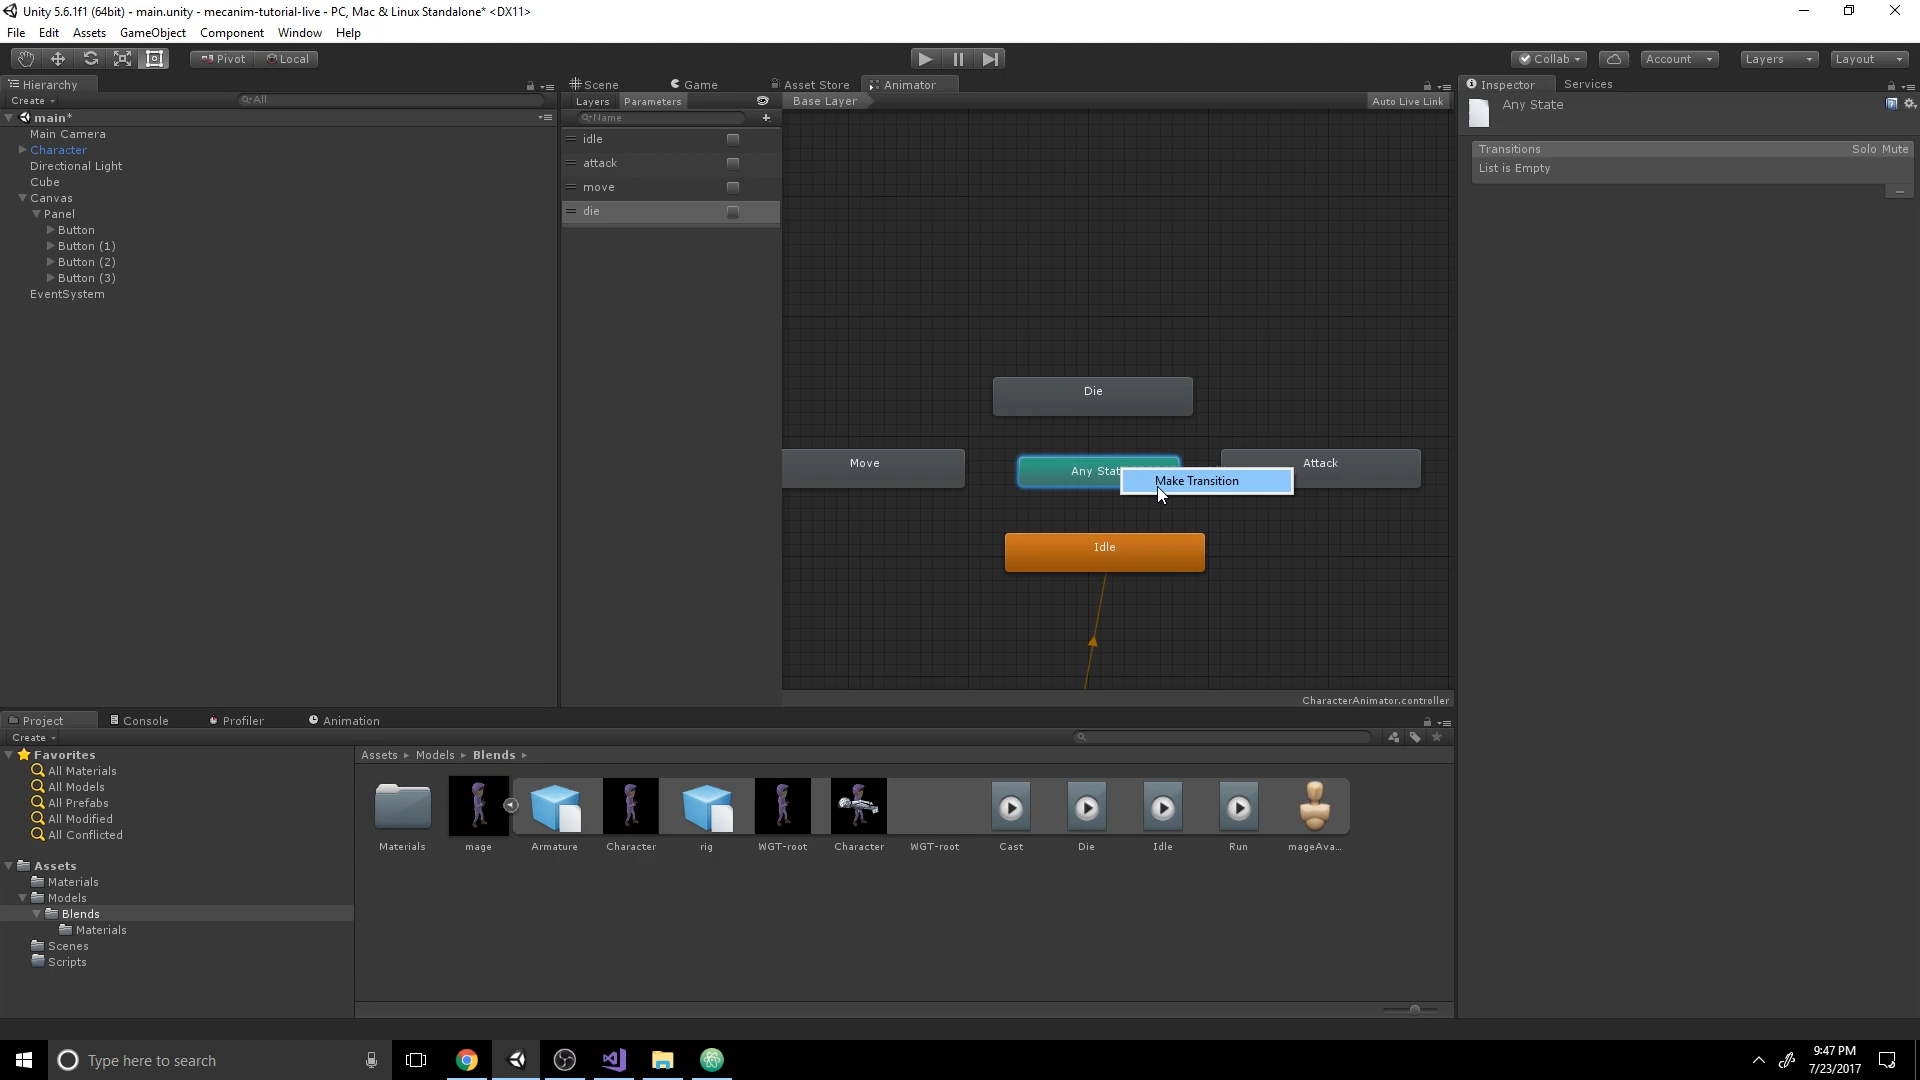 Unity 5.6.1f1 (64bit) - main.unity - mecanim-tutorial-live - PC, Mac & Linux Standalone* <DX11>
File Edit Assets GameObject Component Window Help
Pivot Local Collab Account Layers Layout
Hierarchy
Create All
main*
Main Camera
Character
Directional Light
Cube
Canvas
Panel
Button
Button (1)
Button (2)
Button (3)
EventSystem
Scene Game Asset Store Animator
Layers Parameters Base Layer Auto Live Link
Name
idle
attack
move
die
Die
Move
Any Stat
Attack
Make Transition
Idle
CharacterAnimator.controller
Inspector Services
Any State
Transitions Solo Mute
List is Empty
Project Console Profiler Animation
Create
Favorites
All Materials
All Models
All Prefabs
All Modified
All Conflicted
Assets
Materials
Models
Blends
Materials
Scenes
Scripts
Assets Models Blends
Materials mage Armature Character rig WGT-root Character WGT-root Cast Die Idle Run mageAva...
Type here to search
9:47 PM
7/23/2017